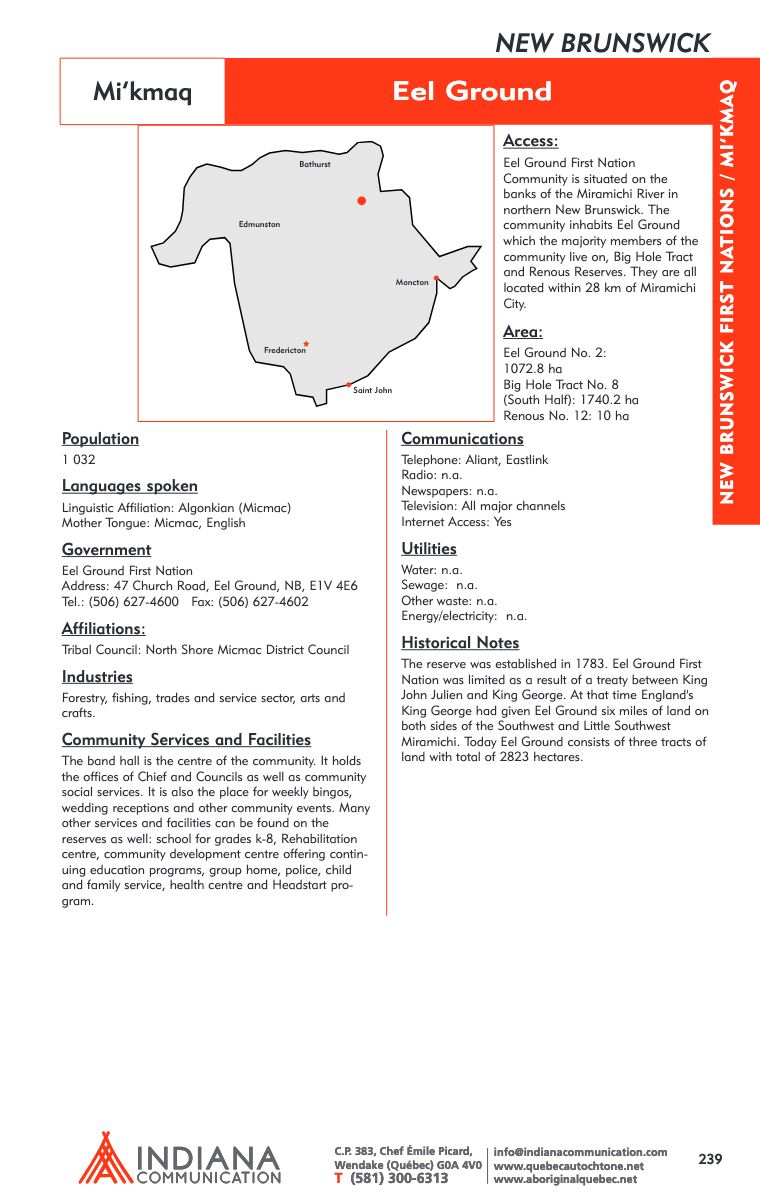 NEW BRUNSWICK
Mi'kmaq
Eel Ground
NEW BRUNSWICK FIRST NATIONS / MI'KMAQ
Bathurst
Edmunston
Moncton
Fredericton
Saint John
Access:
Eel Ground First Nation
Community is situated on the
banks of the Miramichi River in
northern New Brunswick. The
community inhabits Eel Ground
which the majority members of the
community live on, Big Hole Tract
and Renous Reserves. They are all
located within 28 km of Miramichi
City.
Area:
Eel Ground No. 2:
1072.8 ha
Big Hole Tract No. 8
(South Half): 1740.2 ha
Renous No. 12: 10 ha
Population
1 032
Languages spoken
Linguistic Affiliation: Algonkian (Micmac)
Mother Tongue: Micmac, English
Government
Eel Ground First Nation
Address: 47 Church Road, Eel Ground, NB, E1V 4E6
Tel.: (506) 627-4600 Fax: (506) 627-4602
Affiliations:
Tribal Council: North Shore Micmac District Council
Industries
Forestry, fishing, trades and service sector, arts and
crafts.
Community Services and Facilities
The band hall is the centre of the community. It holds
the offices of Chief and Councils as well as community
social services. It is also the place for weekly bingos,
wedding receptions and other community events. Many
other services and facilities can be found on the
reserves as well: school for grades k-8, Rehabilitation
centre, community development centre offering contin-
uing education programs, group home, police, child
and family service, health centre and Headstart pro-
gram.
Communications
Telephone: Aliant, Eastlink
Radio: n.a.
Newspapers: n.a.
Television: All major channels
Internet Access: Yes
Utilities
Water: n.a.
Sewage: n.a.
Other waste: n.a.
Energy/electricity: n.a.
Historical Notes
The reserve was established in 1783. Eel Ground First
Nation was limited as a result of a treaty between King
John Julien and King George. At that time England's
King George had given Eel Ground six miles of land on
both sides of the Southwest and Little Southwest
Miramichi. Today Eel Ground consists of three tracts of
land with total of 2823 hectares.
INDIANA
COMMUNICATION
C.P. 383, Chef Émile Picard,
Wendake (Québec) G0A 4V0
T (581) 300-6313
info@indianacommunication.com
www.quebecautochtone.net
www.aboriginalquebec.net
239